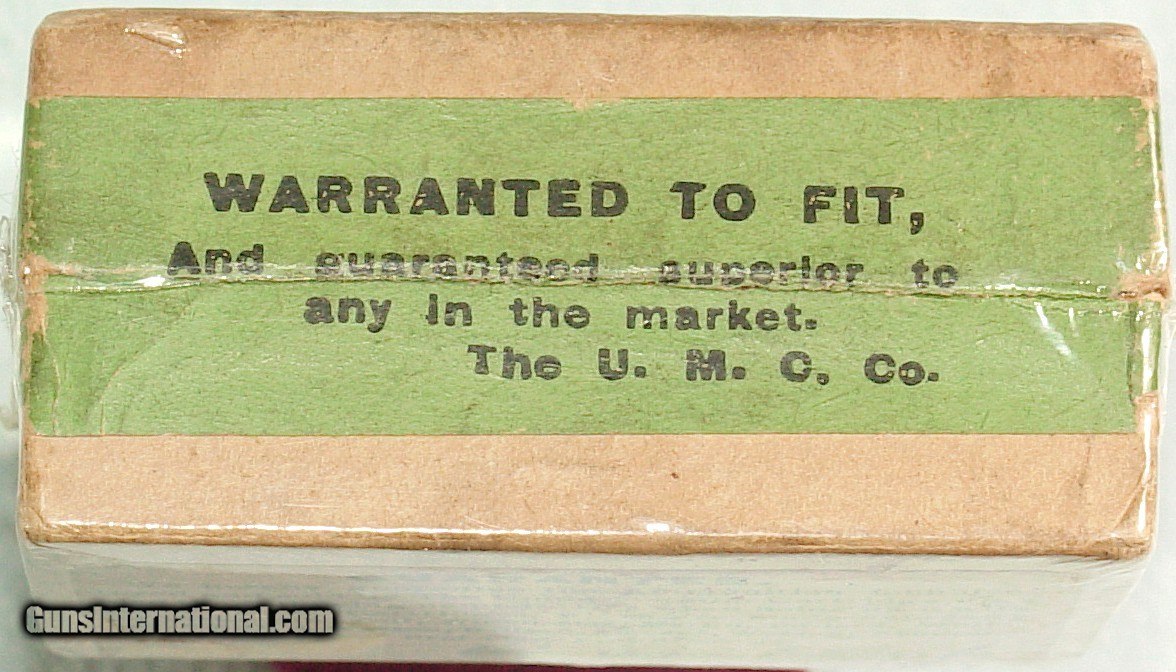 WARRANTED TO FIT,
And guaranteed superior to
any in the market.
The U. M. C. Co.
GunsInternational.com